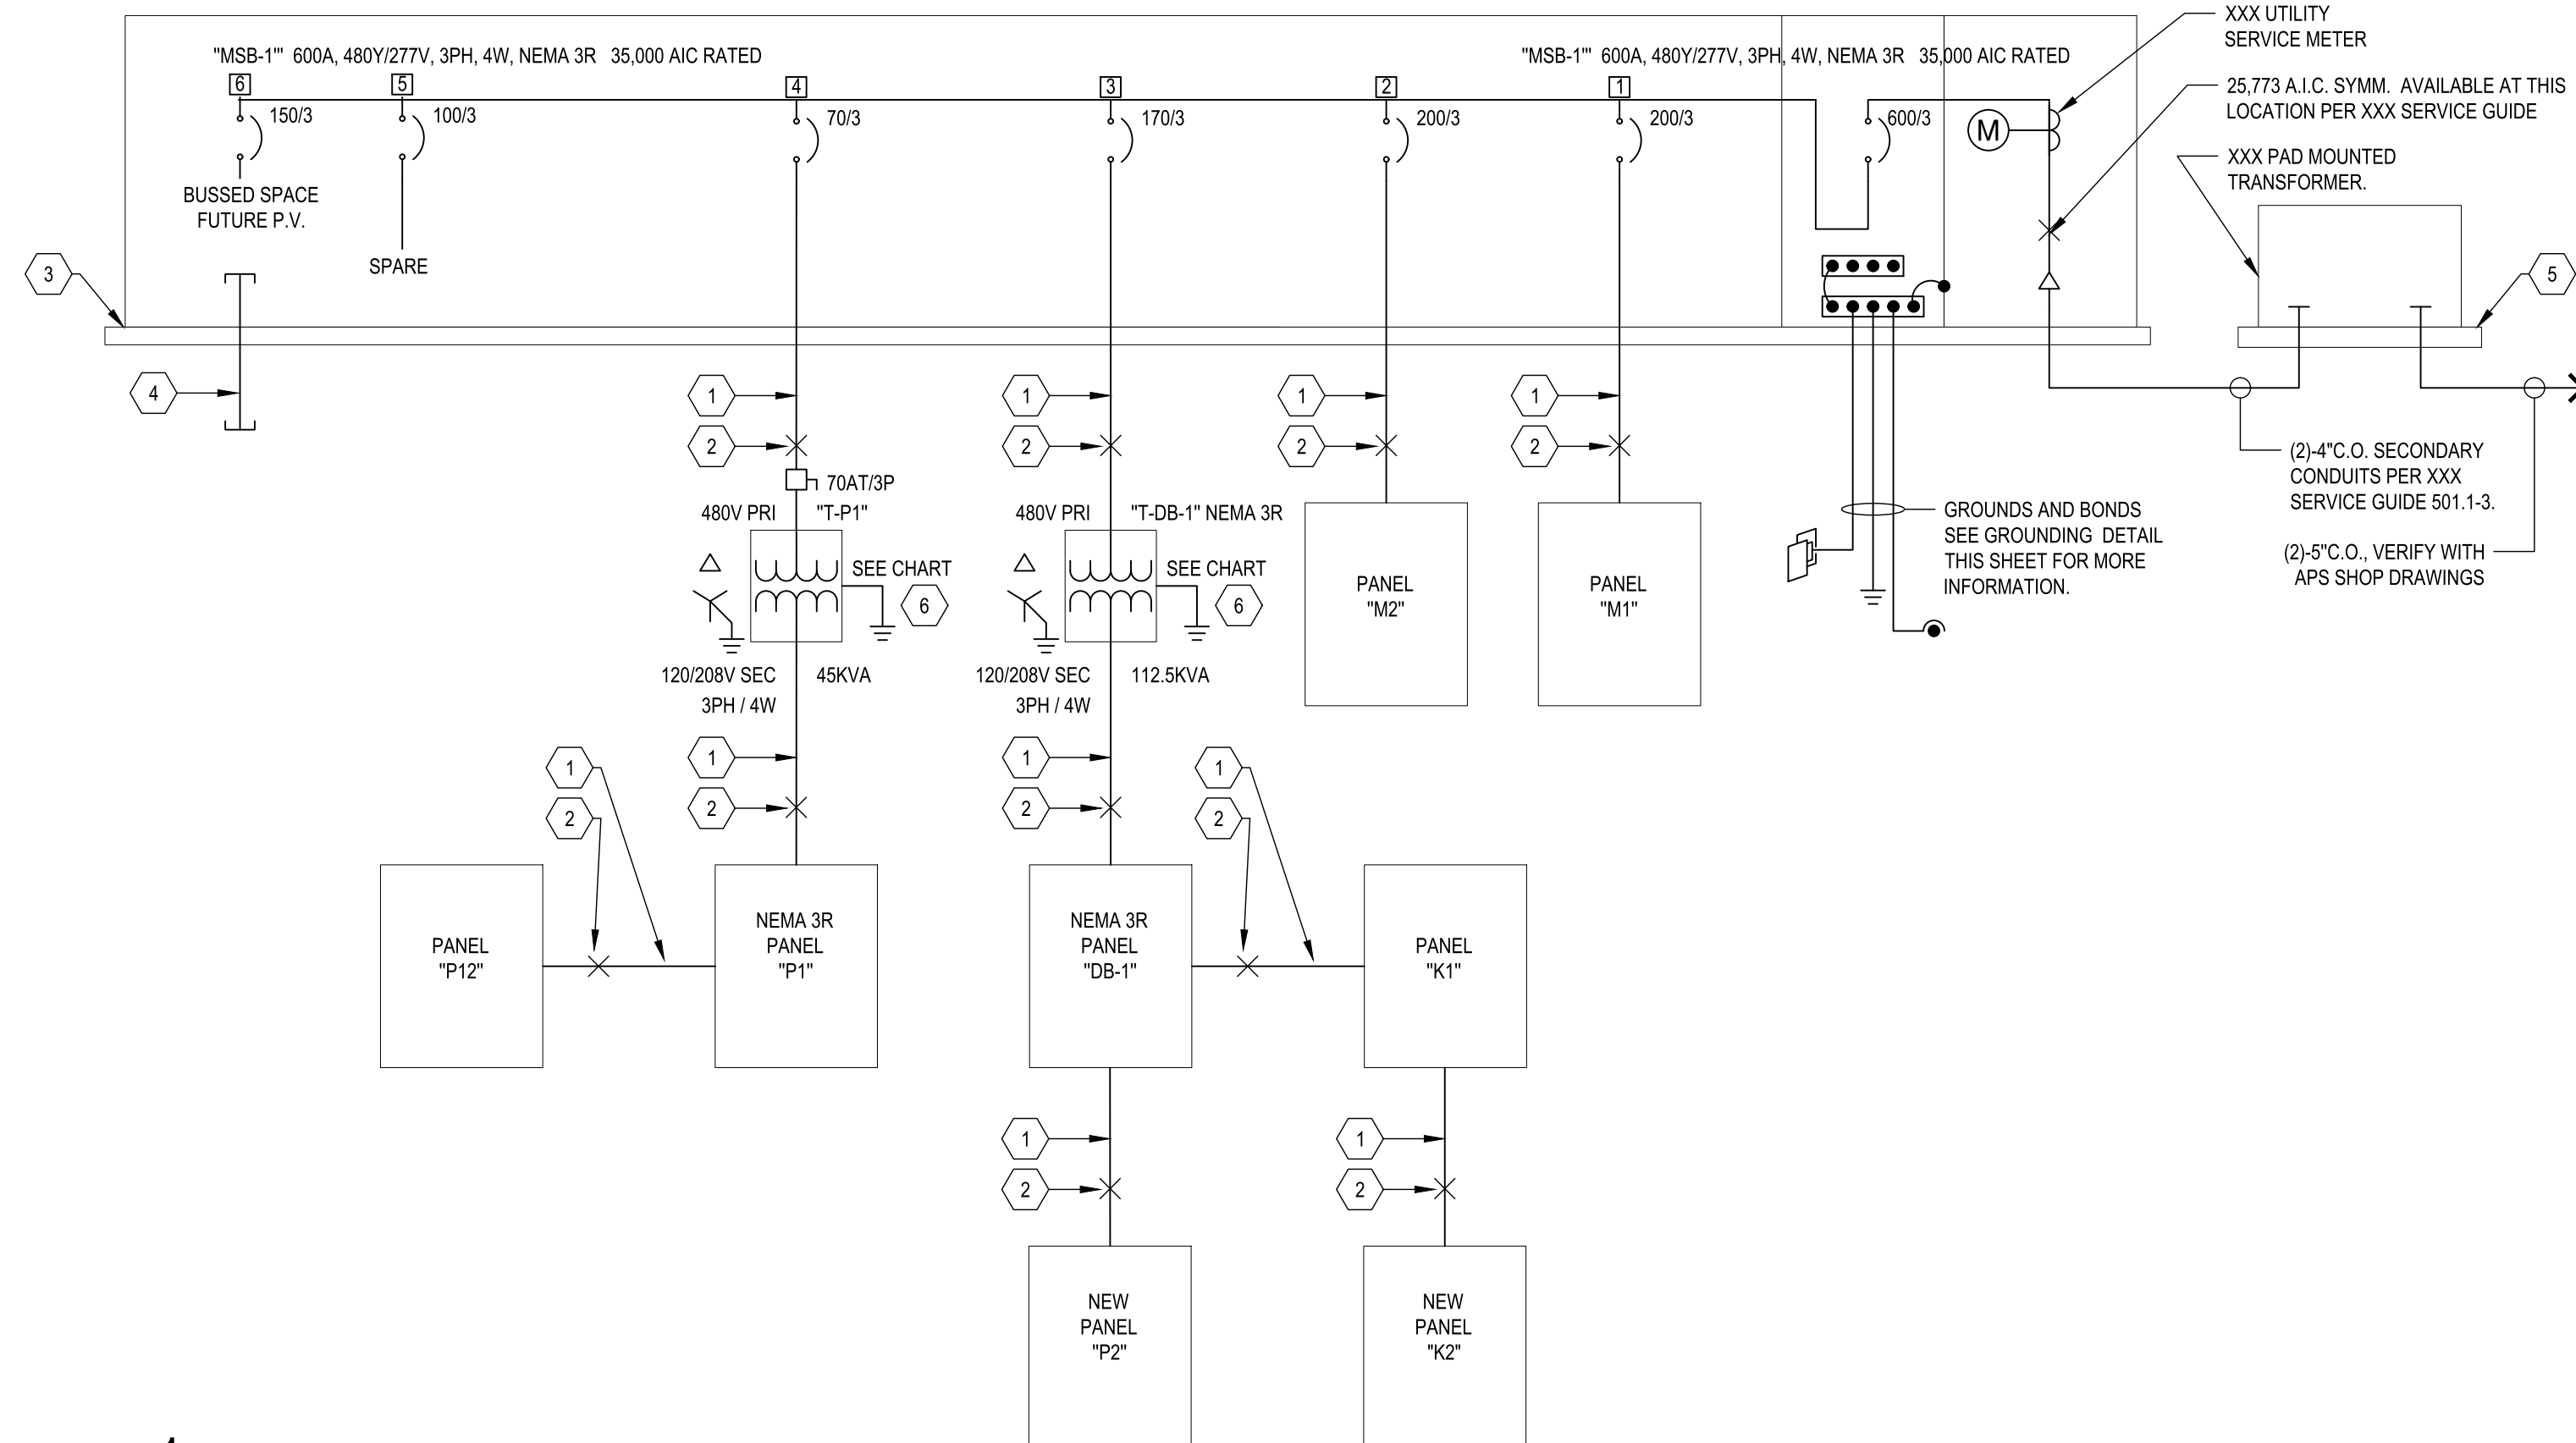 XXX UTILITY
SERVICE METER
"MSB-1'" 600A, 480Y/277V, 3PH, 4W, NEMA 3R 35,000 AIC RATED
"MSB-1'" 600A, 480Y/277V, 3PH, 4W, NEMA 3R 35,000 AIC RATED
6
5
4
3
2
1
25,773 A.I.C. SYMM. AVAILABLE AT THIS
LOCATION PER XXX SERVICE GUIDE
150/3
100/3
70/3
170/3
200/3
200/3
600/3
M
XXX PAD MOUNTED
TRANSFORMER.
BUSSED SPACE
FUTURE P.V.
SPARE
3
5
4
1
1
1
1
2
2
2
2
(2)-4"C.O. SECONDARY
CONDUITS PER XXX
SERVICE GUIDE 501.1-3.
70AT/3P
480V PRI
"T-P1"
480V PRI
"T-DB-1" NEMA 3R
GROUNDS AND BONDS
SEE GROUNDING DETAIL
THIS SHEET FOR MORE
INFORMATION.
(2)-5"C.O., VERIFY WITH
APS SHOP DRAWINGS
SEE CHART
6
SEE CHART
6
PANEL
"M2"
PANEL
"M1"
120/208V SEC
45KVA
3PH / 4W
120/208V SEC
112.5KVA
3PH / 4W
1
1
1
1
2
2
2
2
PANEL
"P12"
NEMA 3R
PANEL
"P1"
NEMA 3R
PANEL
"DB-1"
PANEL
"K1"
1
1
2
2
NEW
PANEL
"P2"
NEW
PANEL
"K2"